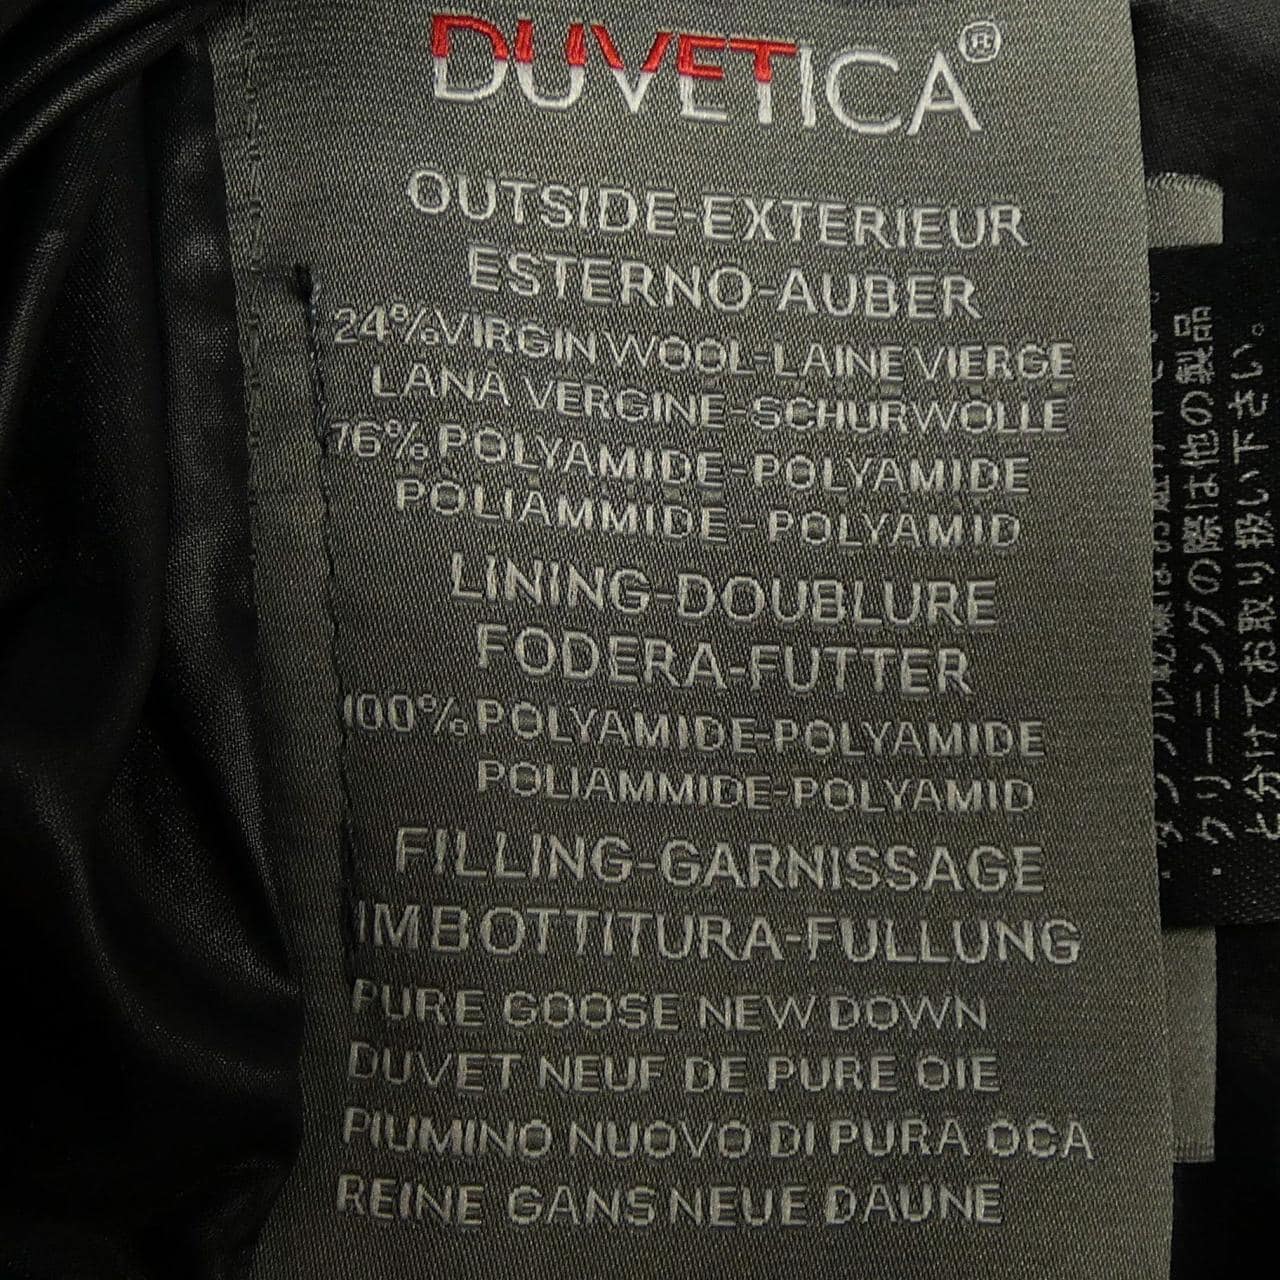 DUVETICA®
OUTSIDE-EXTERIEUR
ESTERNO-AUBER
24%VIRGIN WOOL-LAINE VIERGE
LANA VERGINE-SCHURWOLLE
76% POLYAMIDE-POLYAMIDE
POLIAMMIDE-POLYAMID
LINING-DOUBLURE
FODERA-FUTTER
100% POLYAMIDE-POLYAMIDE
POLIAMMIDE-POLYAMID
FILLING-GARNISSAGE
IMBOTTITURA-FULLUNG
PURE GOOSE NEW DOWN
DUVET NEUF DE PURE OIE
PIUMINO NUOVO DI PURA OCA
REINE GANS NEUE DAUNE
クリーニングの際は他の製品
と分けてお取り扱い下さい。